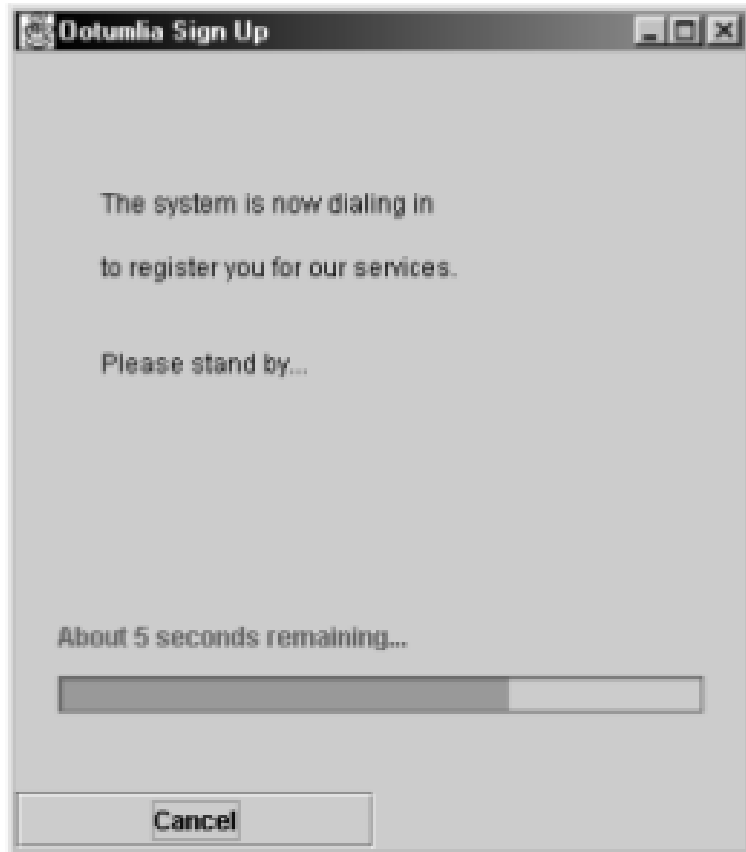 Dotumlia Sign Up
The system is now dialing in
to register you for our services.
Please stand by...
About 5 seconds remaining...
Cancel